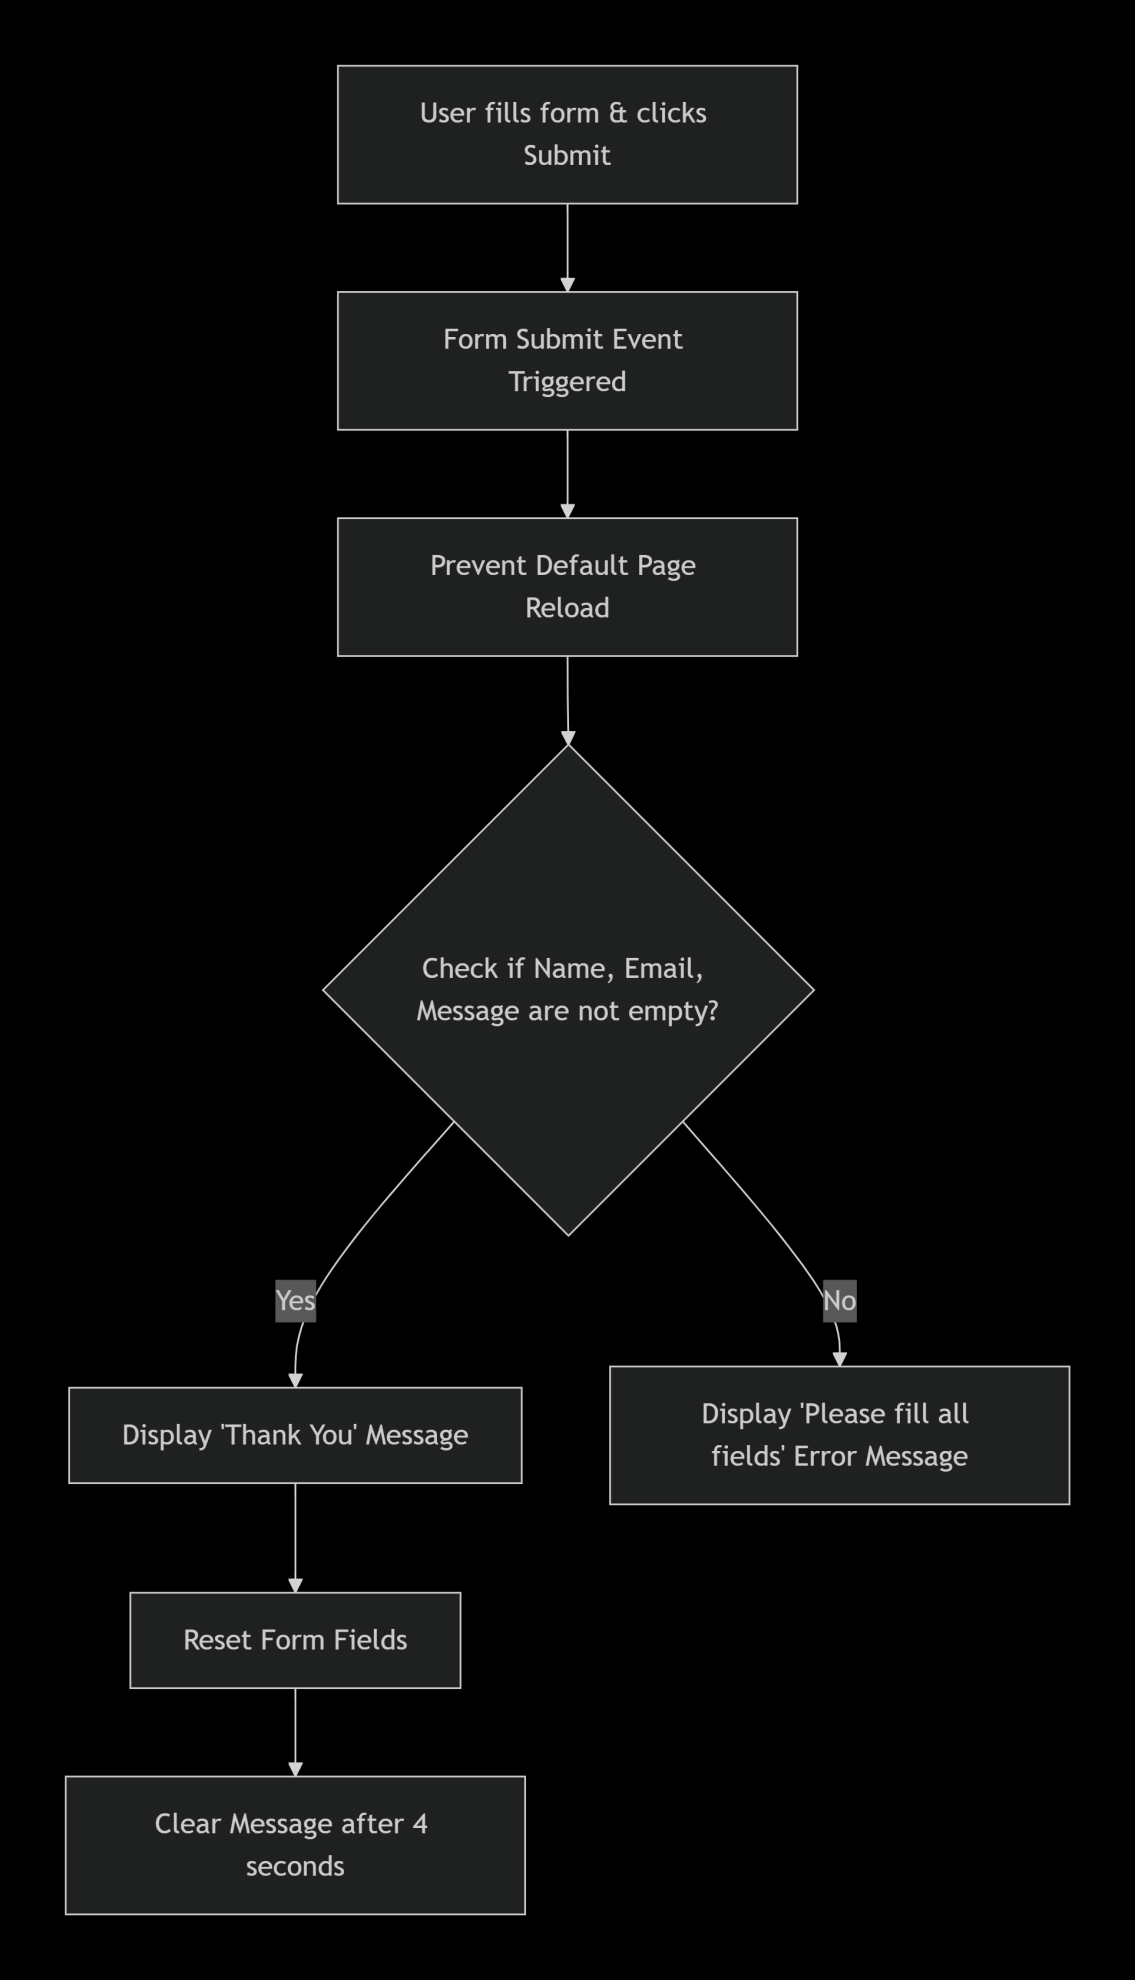 User fills form & clicks
Submit
Form Submit Event
Triggered
Prevent Default Page
Reload
Check if Name, Email,
Message are not empty?
Yes
No
Display 'Thank You' Message
Display 'Please fill all
fields' Error Message
Reset Form Fields
Clear Message after 4
seconds